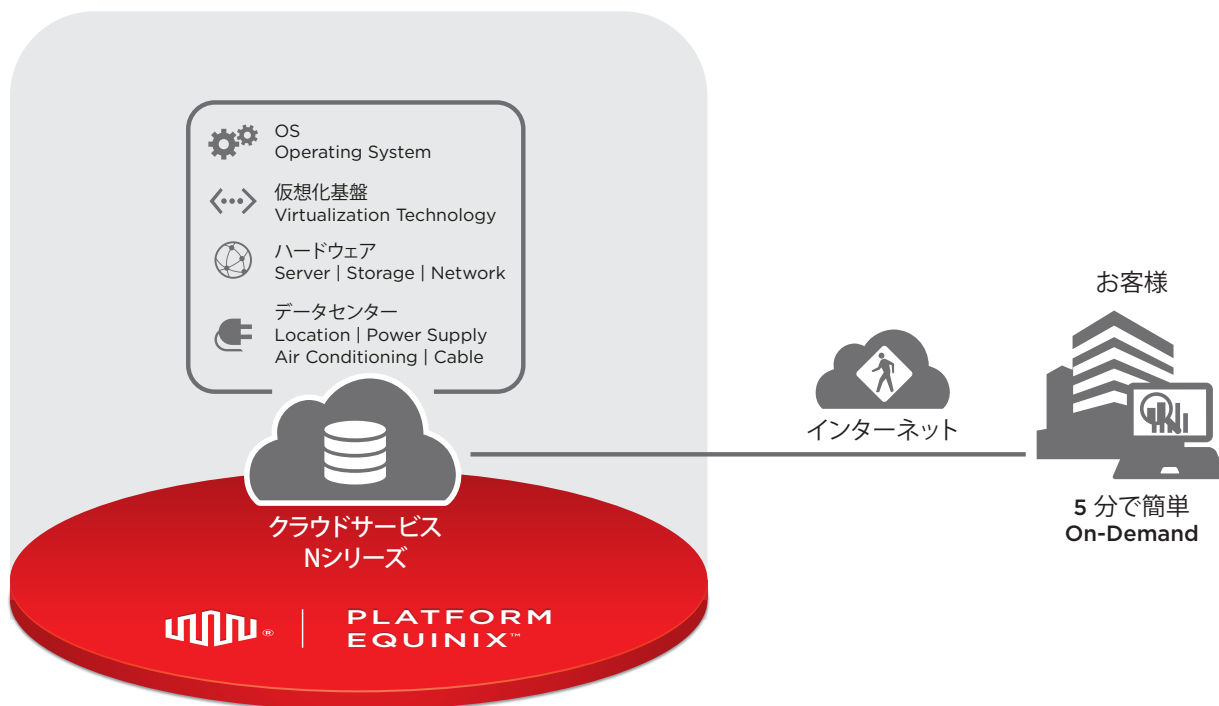 OS
Operating System
仮想化基盤
Virtualization Technology
ハードウェア
Server | Storage | Network
データセンター
Location | Power Supply
Air Conditioning | Cable
クラウドサービス
Nシリーズ
® PLATFORM
EQUINIX™
インターネット
お客様
5 分で簡単
On-Demand